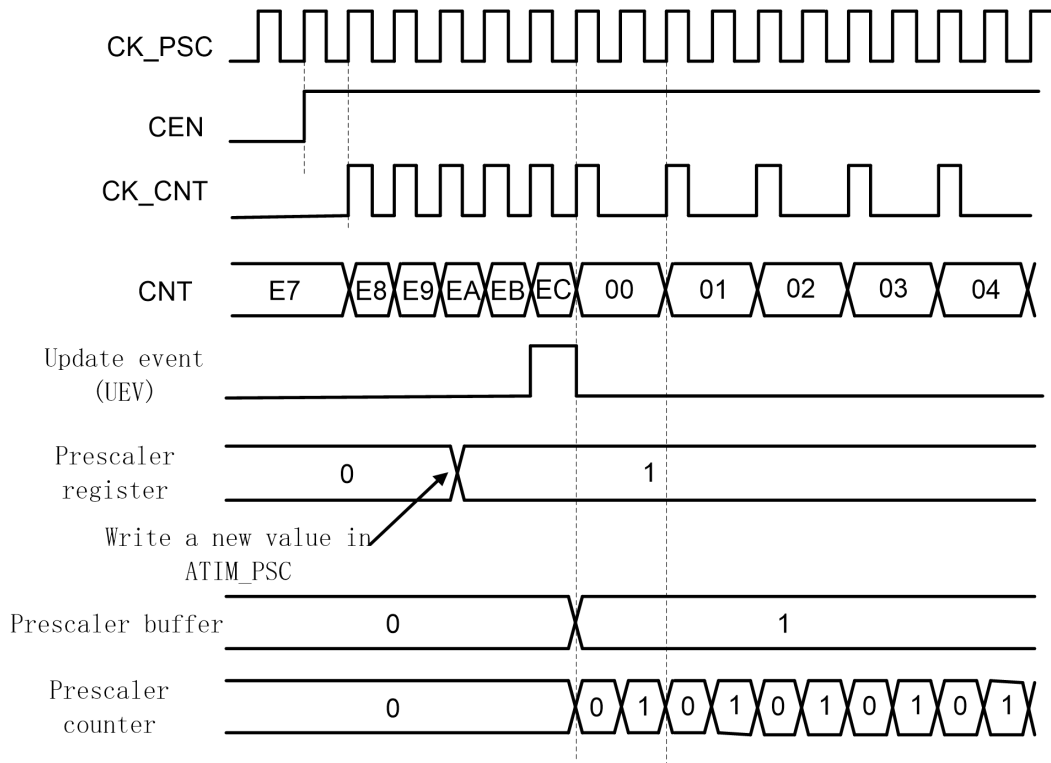 CK_PSC
CEN
CK_CNT
CNT E7 E8 E9 EA EB EC 00 01 02 03 04
Update event
(UEV)
Prescaler
register
0 1
Write a new value in
ATIM_PSC
Prescaler buffer 0 1
Prescaler
counter
0 0 1 0 1 0 1 0 1 0 1